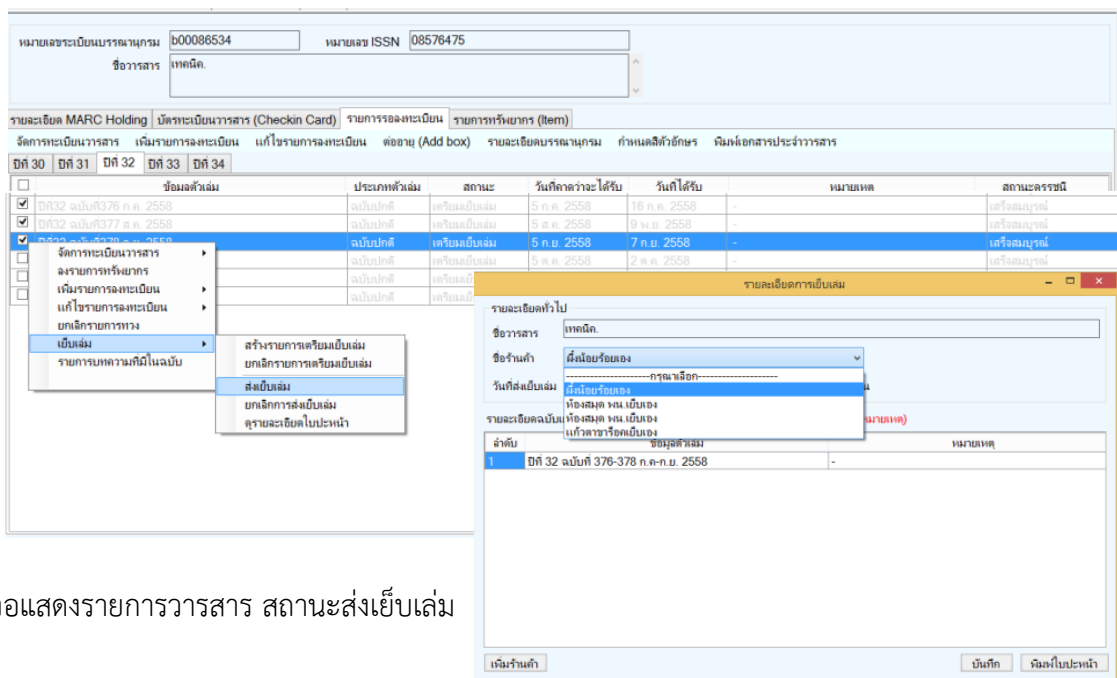 หมายเลขระเบียนบรรณานุกรม b00086534 หมายเลข ISSN 08576475
ชื่อวารสาร เทคนิค.
รายละเอียด MARC Holding บัตรทะเบียนวารสาร (Checkin Card) รายการรอลงทะเบียน รายการทรัพยากร (Item)
จัดการทะเบียนวารสาร เพิ่มรายการลงทะเบียน แก้ไขรายการลงทะเบียน ต่ออายุ (Add box) รายละเอียดบรรณานุกรม กำหนดสีตัวอักษร พิมพ์เอกสารประจำวารสาร
ปีที่ 30 ปีที่ 31 ปีที่ 32 ปีที่ 33 ปีที่ 34
ข้อมูลตัวเล่ม ประเภทตัวเล่ม สถานะ วันที่คาดว่าจะได้รับ วันที่ได้รับ หมายเหตุ สถานะดรรชนี
ปีที่32 ฉบับที่376 ก.ค. 2558 ฉบับปกติ เตรียมเย็บเล่ม 5 ก.ค. 2558 16 ก.ค. 2558 - เสร็จสมบูรณ์
ปีที่32 ฉบับที่377 ส.ค. 2558 ฉบับปกติ เตรียมเย็บเล่ม 5 ส.ค. 2558 9 พ.ย. 2558 - เสร็จสมบูรณ์
ปีที่32 ฉบับที่378 ก.ย. 2558 ฉบับปกติ เตรียมเย็บเล่ม 5 ก.ย. 2558 7 ก.ย. 2558 - เสร็จสมบูรณ์
ฉบับปกติ เตรียมเย็บเล่ม 5 ต.ค. 2558 2 ต.ค. 2558 - เสร็จสมบูรณ์
ฉบับปกติ
ฉบับปกติ
จัดการทะเบียนวารสาร
ลงรายการทรัพยากร
เพิ่มรายการลงทะเบียน
แก้ไขรายการลงทะเบียน
ยกเลิกรายการทวง
เย็บเล่ม
รายการบทความที่มีในฉบับ
สร้างรายการเตรียมเย็บเล่ม
ยกเลิกรายการเตรียมเย็บเล่ม
ส่งเย็บเล่ม
ยกเลิกการส่งเย็บเล่ม
ดูรายละเอียดใบปะหน้า
รายละเอียดการเย็บเล่ม
รายละเอียดทั่วไป
ชื่อวารสาร เทคนิค.
ชื่อร้านค้า ผึ้งน้อยร้อยเอง
วันที่ส่งเย็บเล่ม
---------------------กรุณาเลือก--------------------
ผึ้งน้อยร้อยเอง
ห้องสมุด พน.เย็บเอง
ห้องสมุด พน.เย็บเอง
แก้วตาขาร็อคเย็บเอง
รายละเอียดฉบับ มายเหตุ)
ลำดับ ข้อมูลตัวเล่ม หมายเหตุ
1 ปีที่ 32 ฉบับที่ 376-378 ก.ค-ก.ย. 2558 -
อแสดงรายการวารสาร สถานะส่งเย็บเล่ม
เพิ่มร้านค้า บันทึก พิมพ์ใบปะหน้า